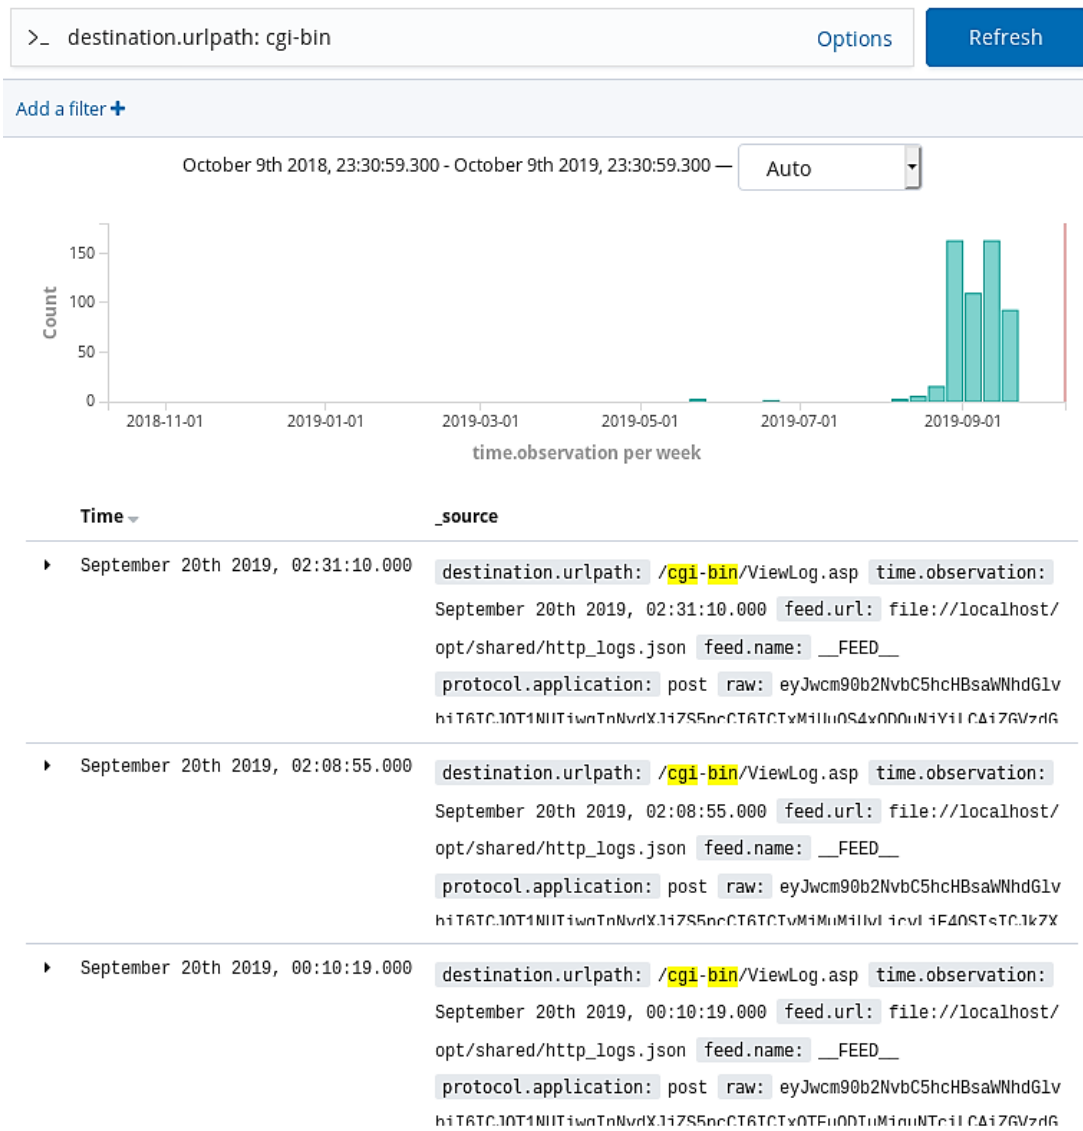 >_ destination.urlpath: cgi-bin Options Refresh
Add a filter +
October 9th 2018, 23:30:59.300 - October 9th 2019, 23:30:59.300 — Auto
150
100
50
0
Count
2018-11-01 2019-01-01 2019-03-01 2019-05-01 2019-07-01 2019-09-01
time.observation per week
Time _source
September 20th 2019, 02:31:10.000 destination.urlpath: /cgi-bin/ViewLog.asp time.observation:
September 20th 2019, 02:31:10.000 feed.url: file://localhost/
opt/shared/http_logs.json feed.name: __FEED__
protocol.application: post raw: eyJwcm90b2NvbC5hcHBsaWNhdGlv
September 20th 2019, 02:08:55.000 destination.urlpath: /cgi-bin/ViewLog.asp time.observation:
September 20th 2019, 02:08:55.000 feed.url: file://localhost/
opt/shared/http_logs.json feed.name: __FEED__
protocol.application: post raw: eyJwcm90b2NvbC5hcHBsaWNhdGlv
September 20th 2019, 00:10:19.000 destination.urlpath: /cgi-bin/ViewLog.asp time.observation:
September 20th 2019, 00:10:19.000 feed.url: file://localhost/
opt/shared/http_logs.json feed.name: __FEED__
protocol.application: post raw: eyJwcm90b2NvbC5hcHBsaWNhdGlv